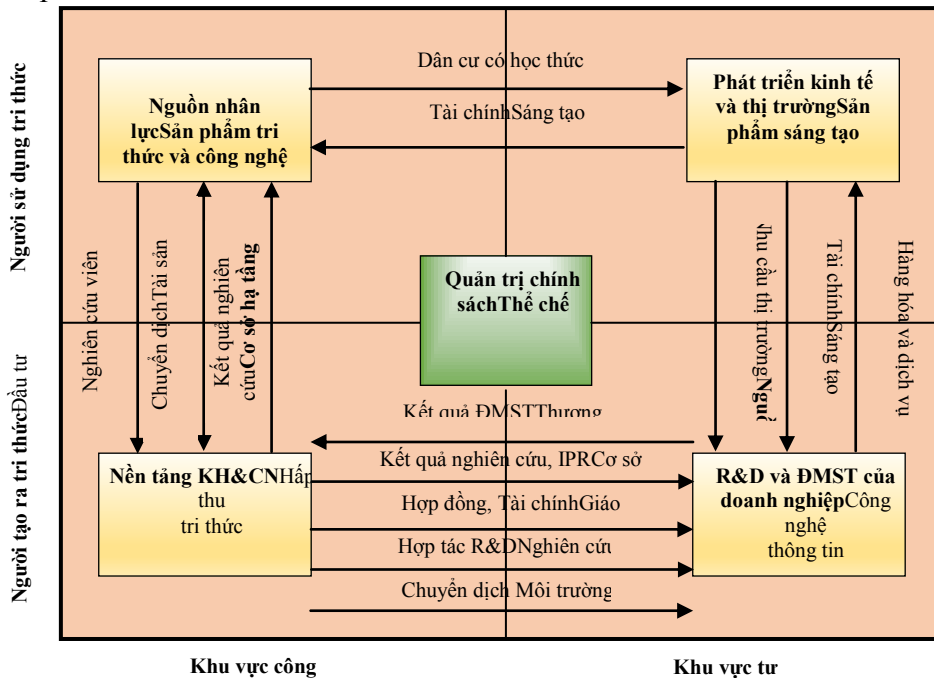 Người sử dụng tri thức
Người tạo ra tri thứcĐầu tư
Nguồn nhân
lựcSản phẩm tri
thức và công nghệ
Dân cư có học thức
Tài chínhSáng tạo
Phát triển kinh tế
và thị trườngSản
phẩm sáng tạo
Nghiên cứu viên
Chuyển dịchTài sản
Kết quả nghiên
cứuCơ sở hạ tầng
Quản trị chính
sáchThể chế
Nhu cầu thị trườngNguồ
Tài chínhSáng tạo
Hàng hóa và dịch vụ
Kết quả ĐMSTThương
Kết quả nghiên cứu, IPRCơ sở
Hợp đồng, Tài chínhGiáo
Hợp tác R&DNghiên cứu
Chuyển dịch Môi trường
Nền tảng KH&CNHấp
thu
tri thức
R&D và ĐMST của
doanh nghiệpCông
nghệ
thông tin
Khu vực công
Khu vực tư